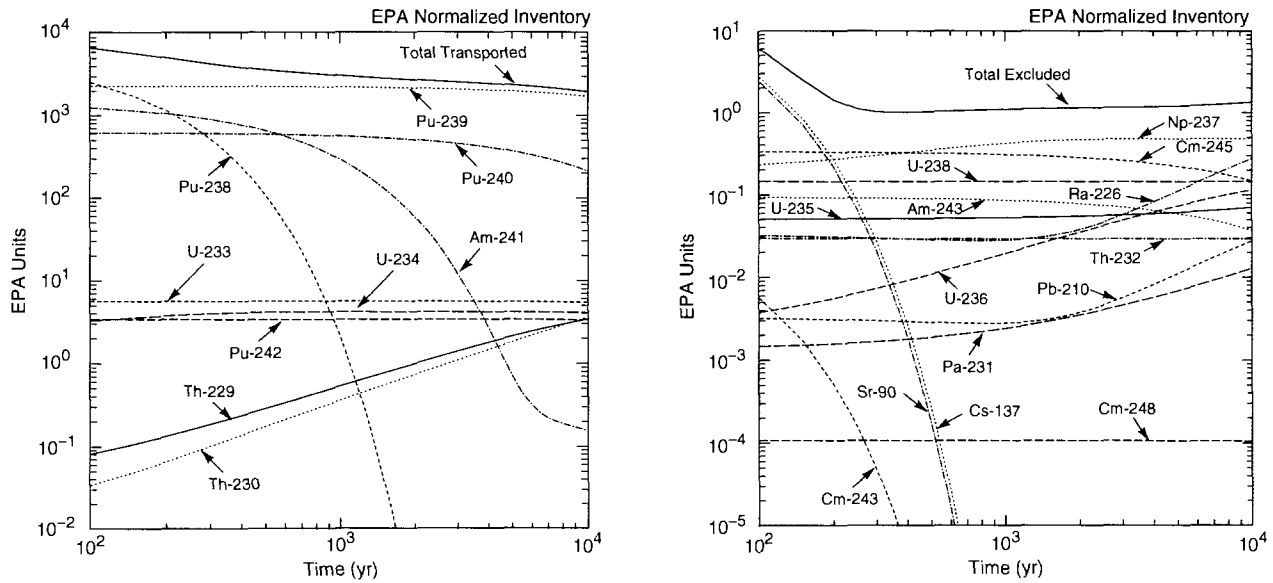 EPA Normalized Inventory
10^4
10^3
10^2
10^1
10^0
10^-1
10^-2
EPA Units
Total Transported
Pu-239
Pu-238
Pu-240
Am-241
U-233
U-234
Pu-242
Th-229
Th-230
10^2
10^3
10^4
Time (yr)
EPA Normalized Inventory
10^1
10^0
10^-1
10^-2
10^-3
10^-4
10^-5
EPA Units
Total Excluded
Np-237
Cm-245
U-238
Ra-226
U-235
Am-243
Th-232
U-236
Pb-210
Pa-231
Sr-90
Cs-137
Cm-248
Cm-243
10^2
10^3
10^4
Time (yr)